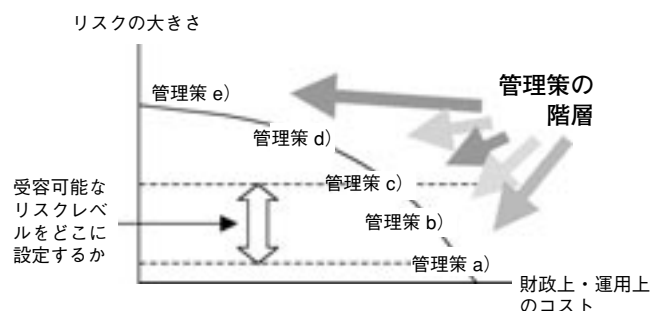 リスクの大きさ
管理策 e）
管理策 d）
管理策 c）
管理策 b）
管理策 a）
管理策の
階層
受容可能な
リスクレベ
ルをどこに
設定するか
財政上・運用上
のコスト